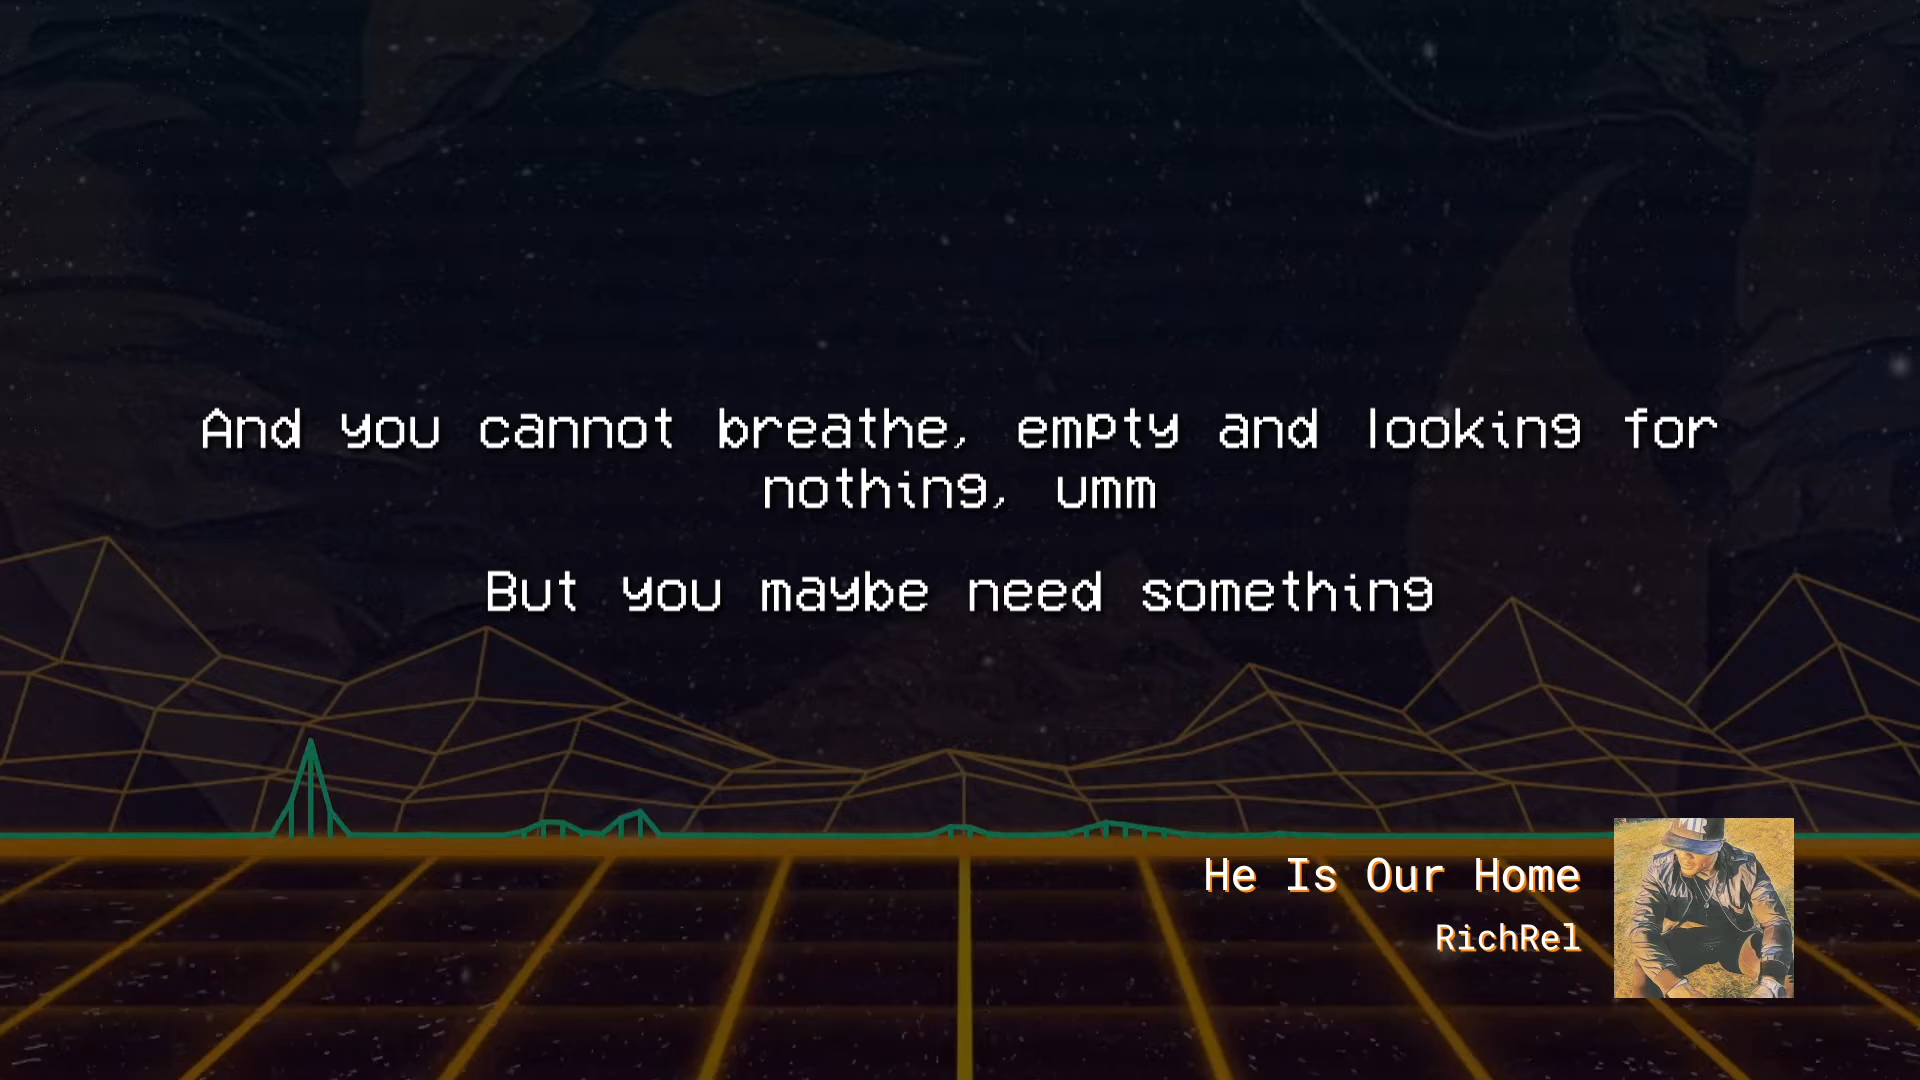 And you cannot breathe, empty and looking for
nothing, umm
But you maybe need something
He Is Our Home
RichRel